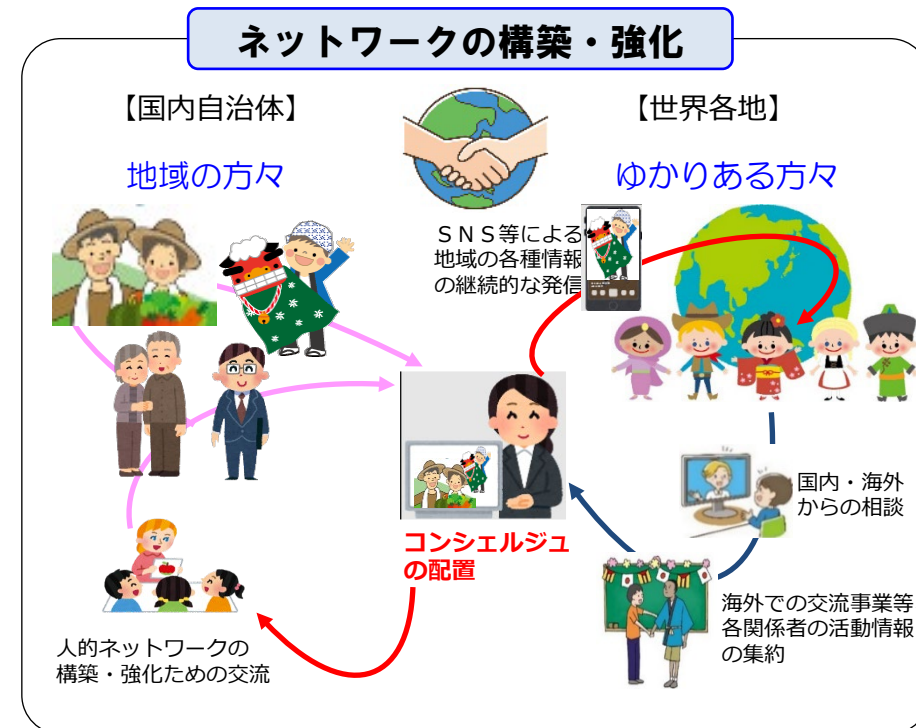 ネットワークの構築・強化
【国内自治体】
【世界各地】
地域の方々
ゆかりある方々
ＳＮＳ等による
地域の各種情報
の継続的な発信
国内・海外
からの相談
コンシェルジュ
の配置
海外での交流事業等
各関係者の活動情報
の集約
人的ネットワークの
構築・強化ための交流